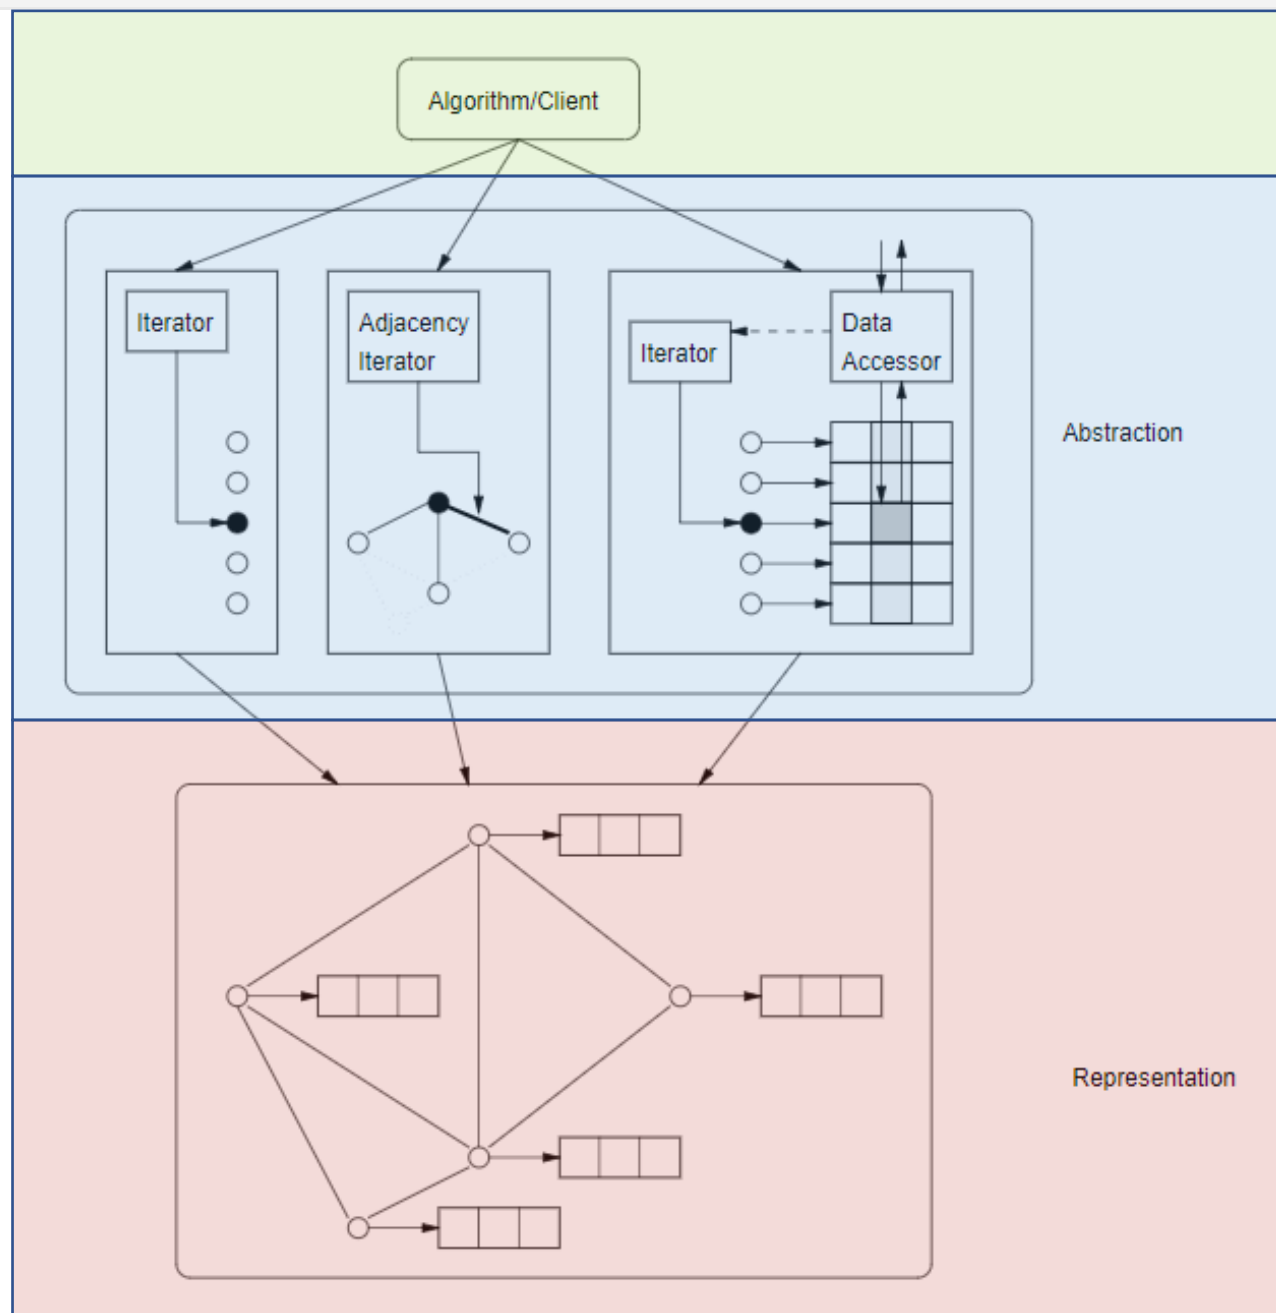 Algorithm/Client
Iterator
Adjacency
Iterator
Iterator
Data
Accessor
Abstraction
Representation